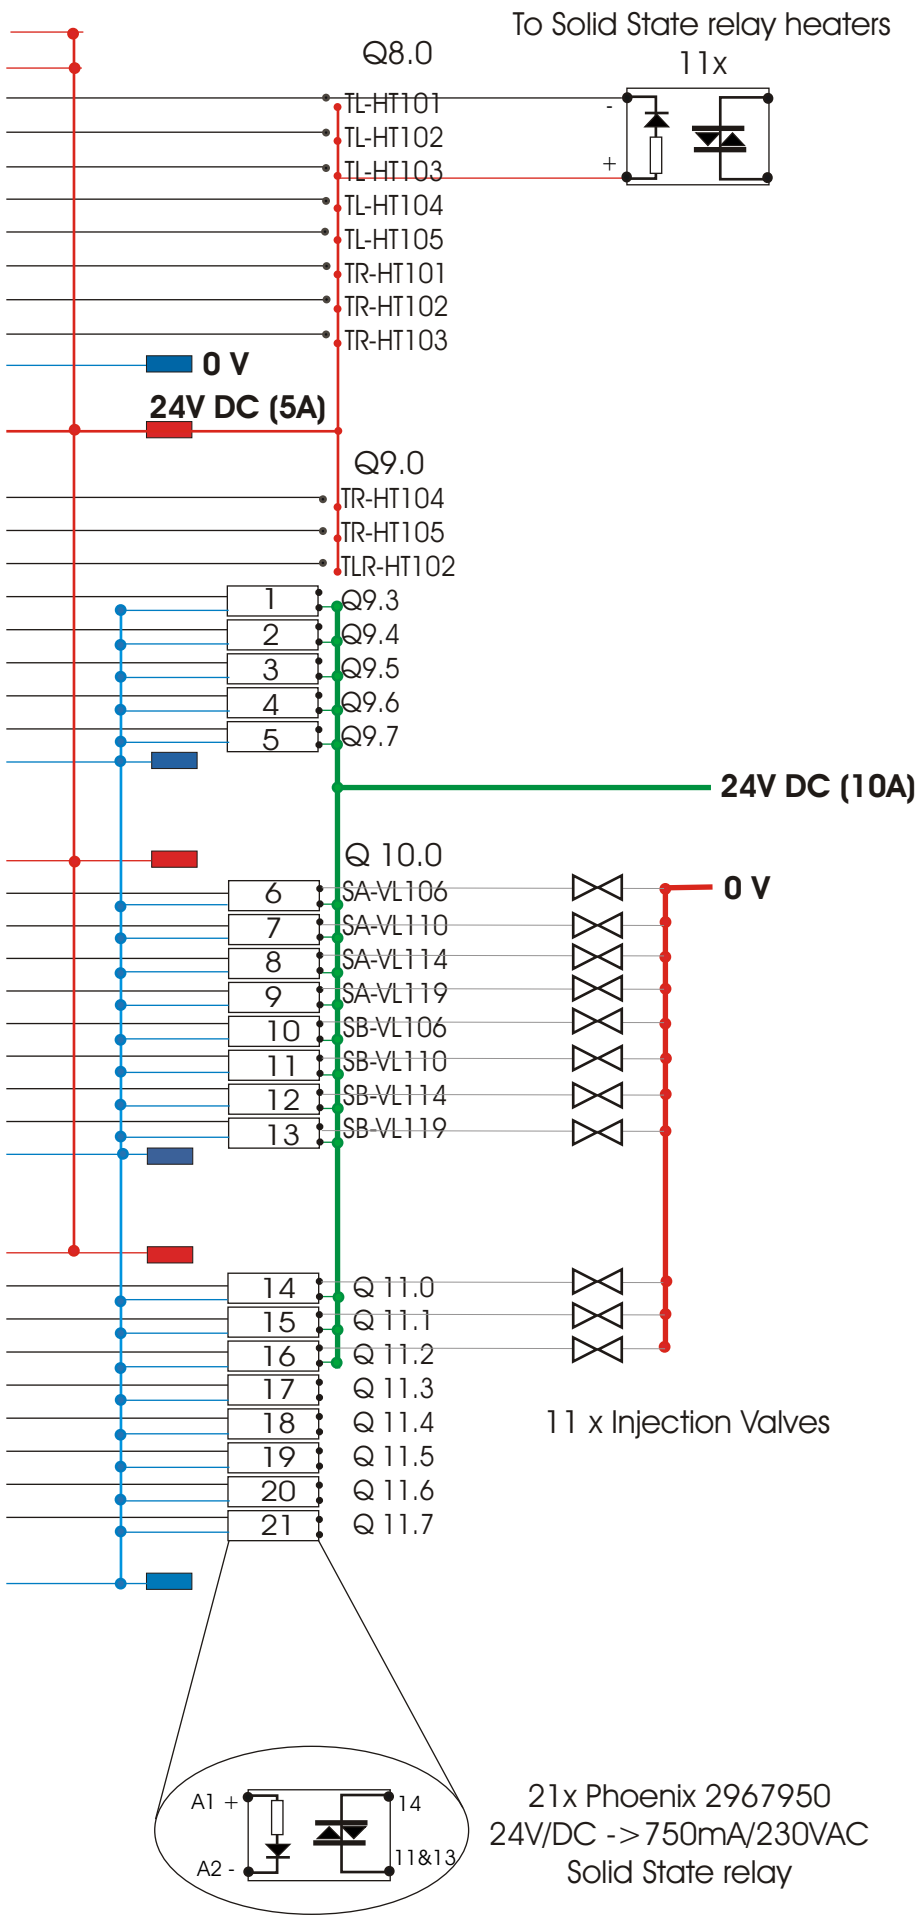 To Solid State relay heaters
11x
Q8.0
TL-HT101
-
TL-HT102
TL-HT103
+
TL-HT104
TL-HT105
TR-HT101
TR-HT102
TR-HT103
0 V
24V DC (5A)
Q9.0
TR-HT104
TR-HT105
TLR-HT102
1 Q9.3
2 Q9.4
3 Q9.5
4 Q9.6
5 Q9.7
24V DC (10A)
Q 10.0
6 SA-VL106 0 V
7 SA-VL110
8 SA-VL114
9 SA-VL119
10 SB-VL106
11 SB-VL110
12 SB-VL114
13 SB-VL119
14 Q 11.0
15 Q 11.1
16 Q 11.2
17 Q 11.3
18 Q 11.4
11 x Injection Valves
19 Q 11.5
20 Q 11.6
21 Q 11.7
A1 + 14
A2 - 11&13
21x Phoenix 2967950
24V/DC ->750mA/230VAC
Solid State relay